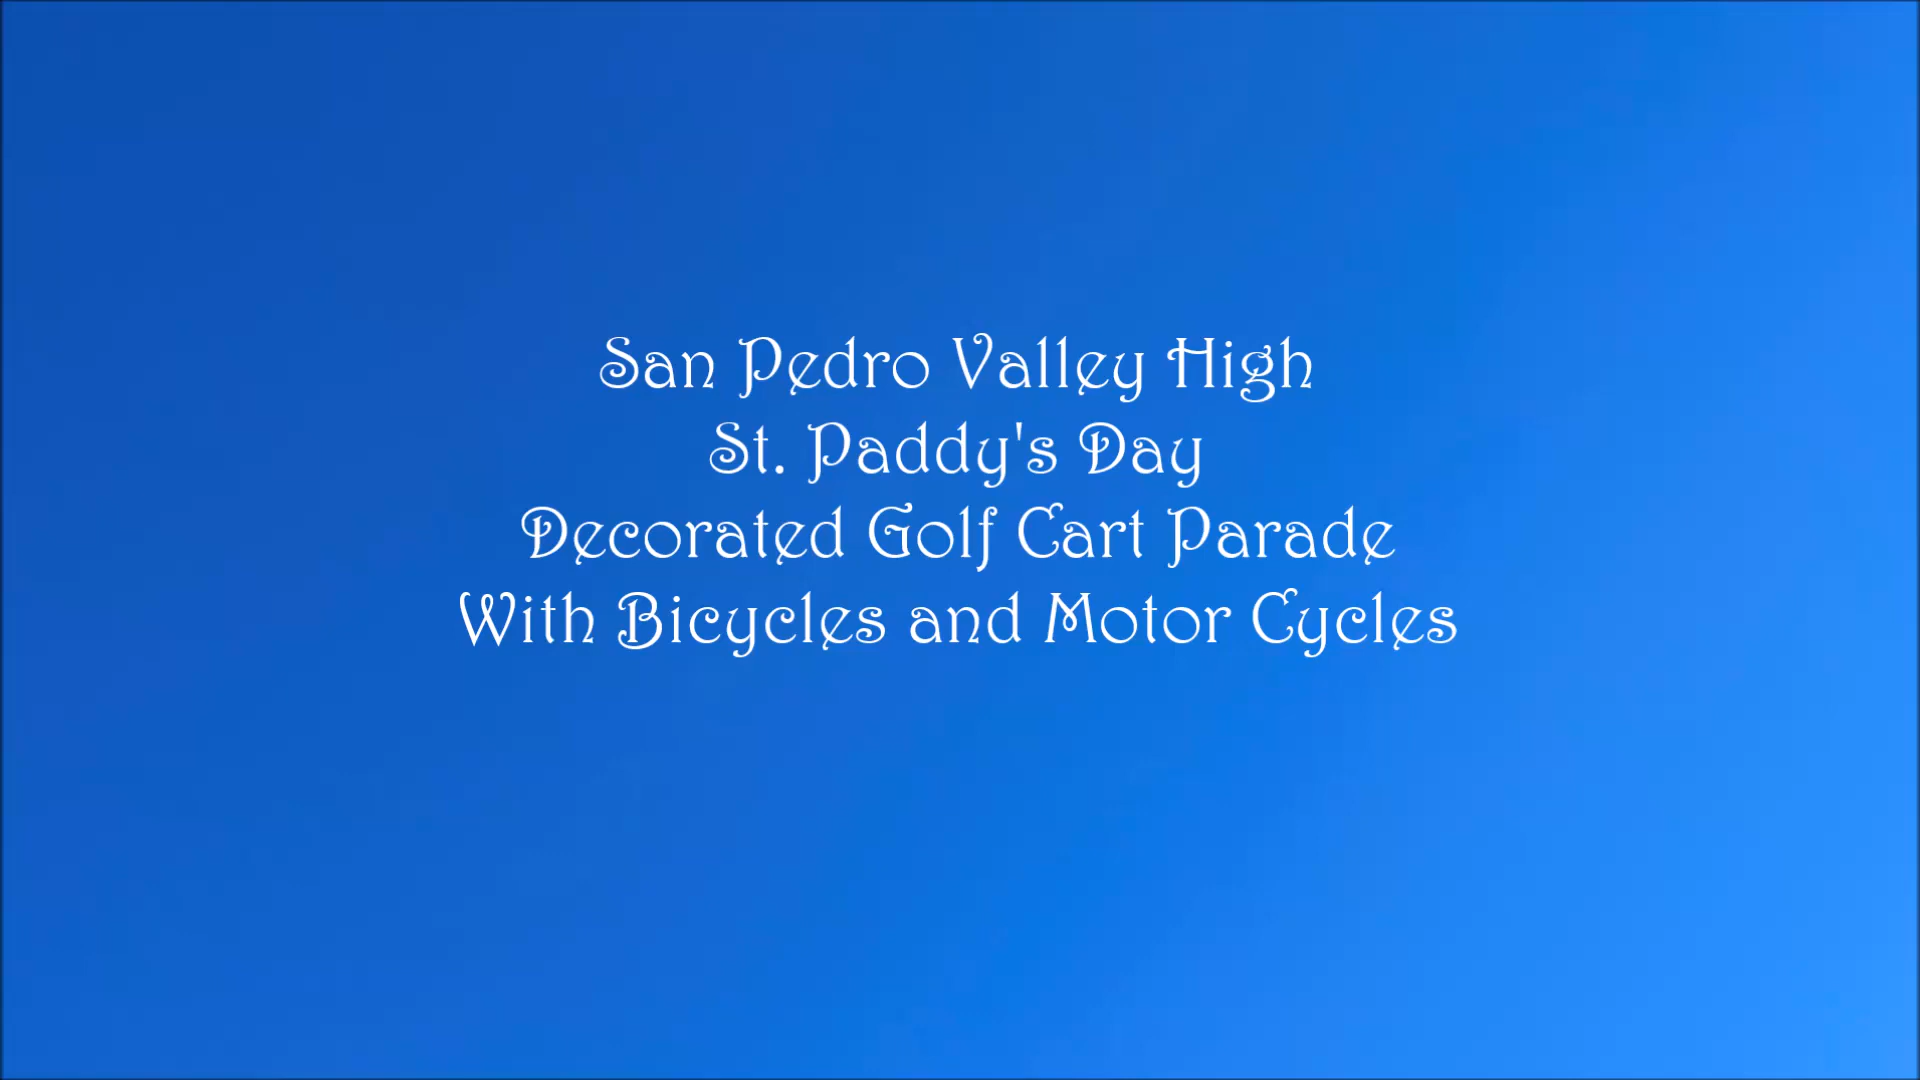 San Pedro Valley High
St. Paddy's Day
Decorated Golf Cart Parade
With Bicycles and Motor Cycles